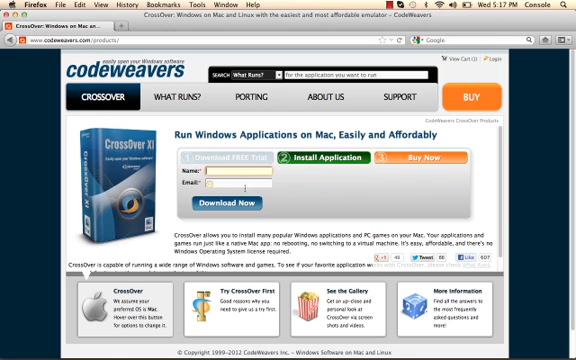 Firefox File Edit View History Bookmarks Tools Window Help
Wed 5:17 PM Console
CrossOver: Windows on Mac and Linux with the easiest and most affordable emulator - CodeWeavers
CrossOver: Windows on Mac an...
www.codeweavers.com/products/
Google
View Cart (1) Login
easily open your Windows software
codeweavers
SEARCH What Runs? for the application you want to run
CROSSOVER WHAT RUNS? PORTING ABOUT US SUPPORT BUY
CodeWeavers CrossOver Products
Run Windows Applications on Mac, Easily and Affordably
CrossOver XI
1 Download FREE Trial 2 Install Application 3 Buy Now
Name:*
Email:*
Download Now
CrossOver allows you to install many popular Windows applications and PC games on your Mac. Your applications
and games run just like a native Mac app: no rebooting, no switching to a virtual machine. It's easy, affordable, and there's no
Windows Operating System license required.
+1 Tweet 66 Like 607
CrossOver is capable of running a wide range of Windows software and games. To see if your favorite application
CrossOver
We assume your
preferred OS is Mac.
Hover over this button
for options to change it.
Try CrossOver First
Good reasons why you
need to give us a try first.
See the Gallery
Get an up-close and
personal look at
CrossOver via screen
shots and videos.
More Information
Find all the answers to
the most frequently
asked questions and
more!
© Copyright 1999-2012 CodeWeavers Inc. - Windows Software on Mac and Linux